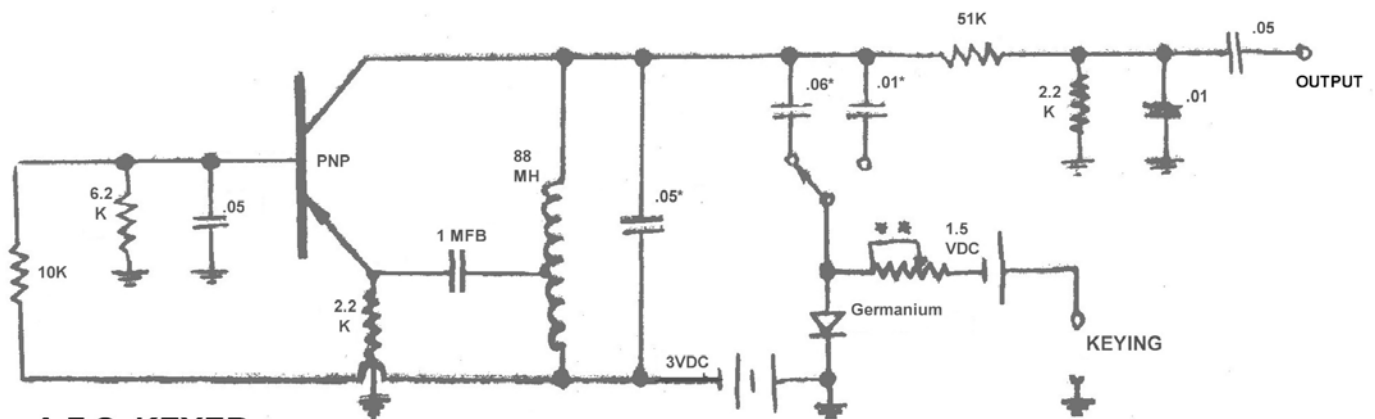 51K
.05
OUTPUT
.06*
.01*
2.2
K
.01
PNP
88
MH
6.2
K
.05
.05*
* *
1.5
VDC
1 MFB
10K
2.2
K
Germanium
KEYING
3VDC